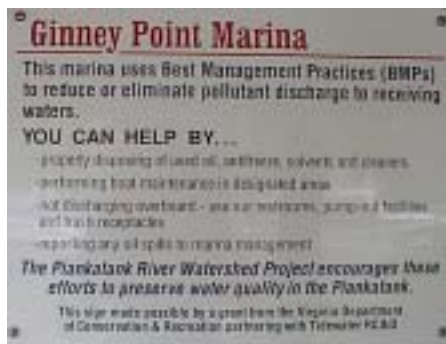 Ginney Point Marina
This marina uses Best Management Practices (BMPs)
to reduce or eliminate pollutant discharge to receiving
waters.
YOU CAN HELP BY...
-properly disposing of used oil, antifreeze, solvents and cleaners
-performing boat maintenance in designated areas
-not discharging overboard - use our restrooms, pump-out facilities
and trash receptacles
-reporting any oil spills to marina management
The Piankatank River Watershed Project encourages these
efforts to preserve water quality in the Piankatank.
This sign made possible by a grant from the Virginia Department
of Conservation & Recreation partnering with Tidewater RC&D